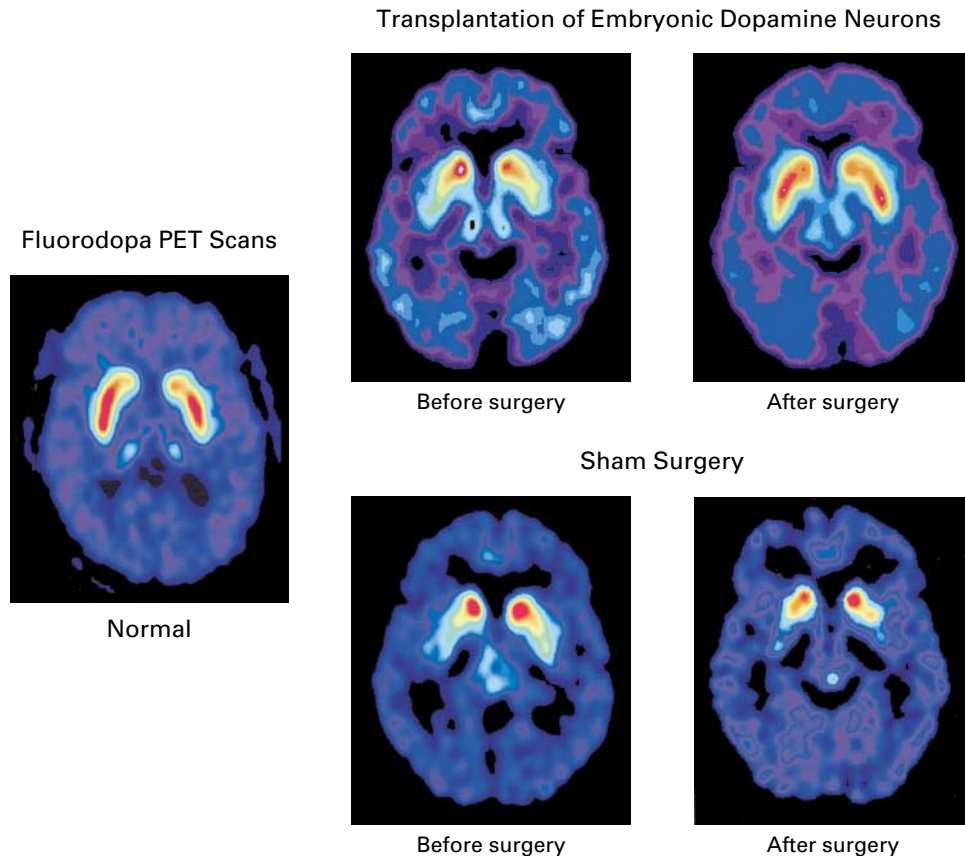 Transplantation of Embryonic Dopamine Neurons
Fluorodopa PET Scans
Before surgery
After surgery
Sham Surgery
Normal
Before surgery
After surgery